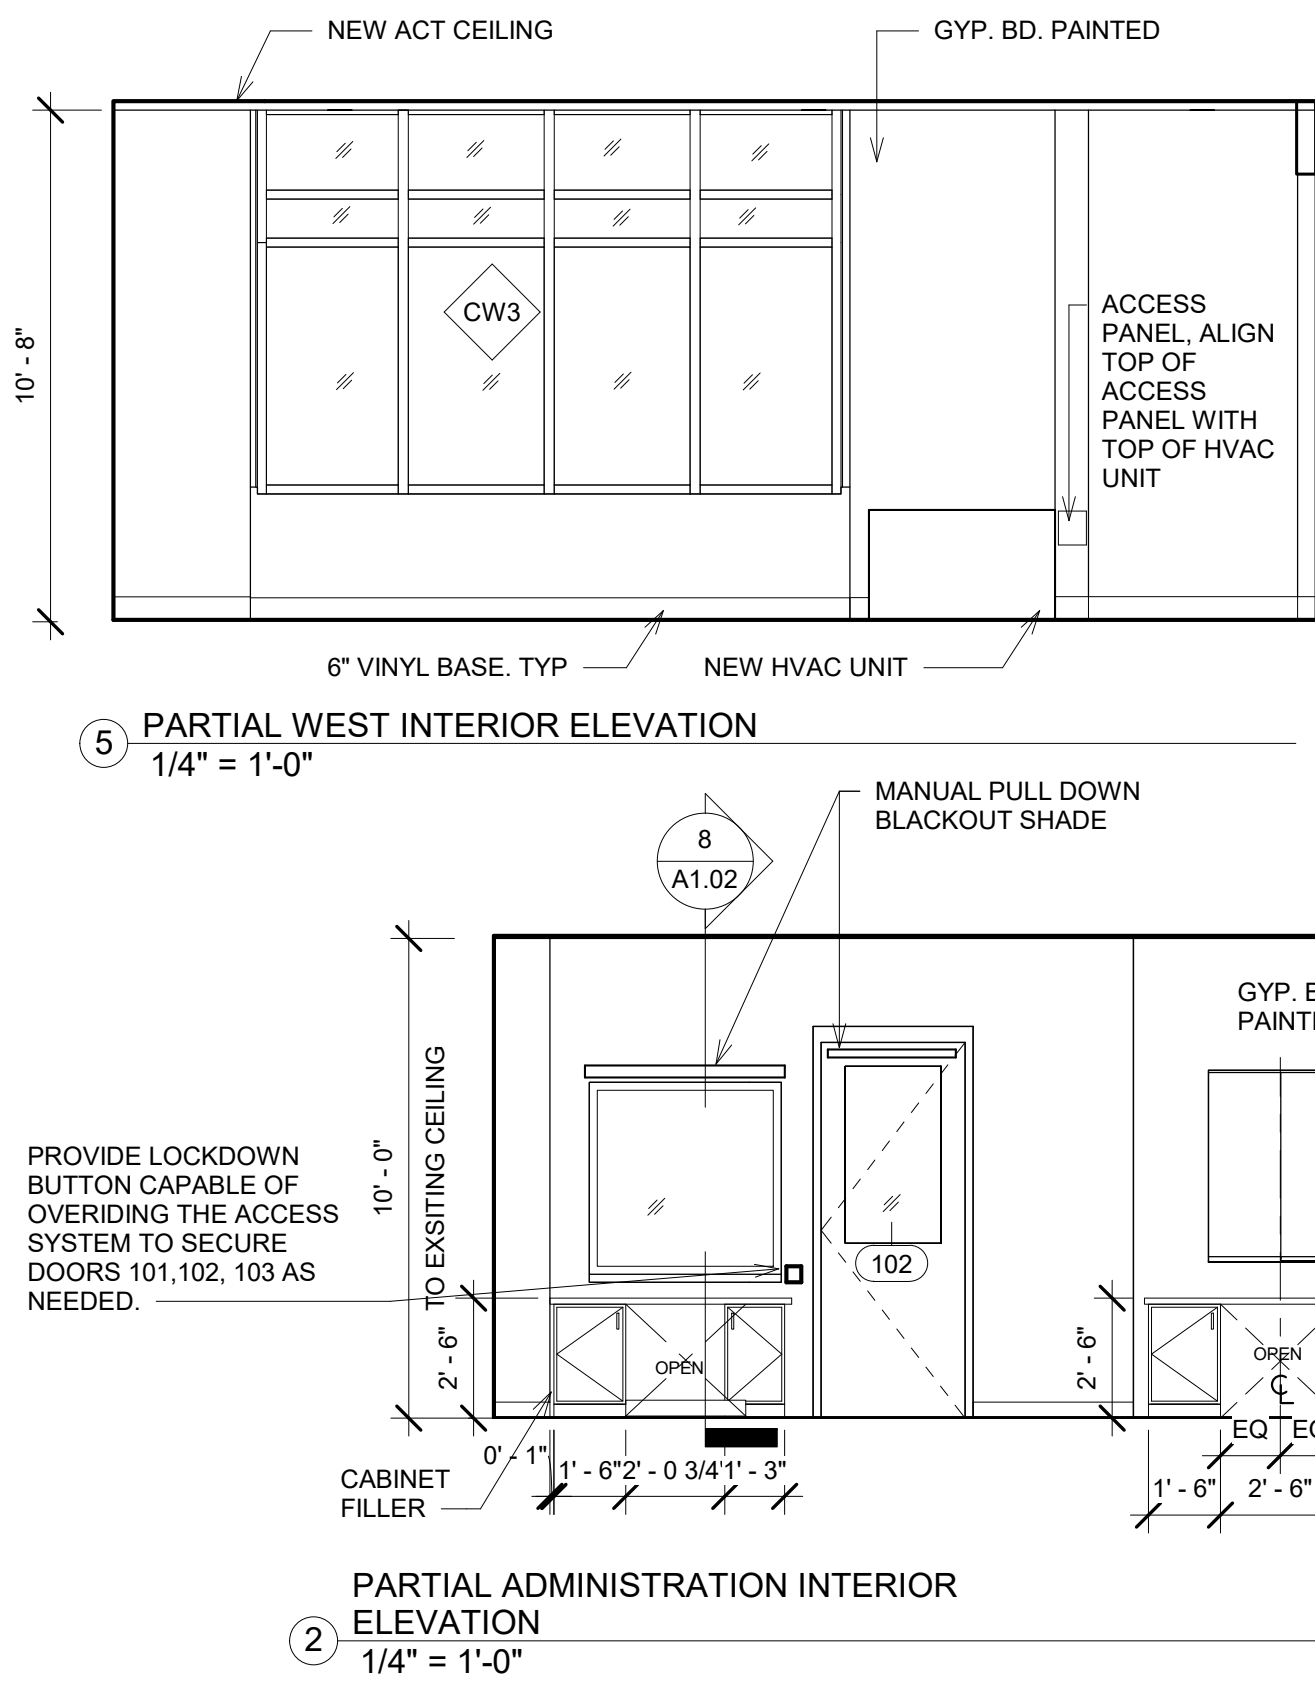 NEW ACT CEILING
GYP. BD. PAINTED
10' - 8"
CW3
ACCESS
PANEL, ALIGN
TOP OF
ACCESS
PANEL WITH
TOP OF HVAC
UNIT
6" VINYL BASE. TYP
NEW HVAC UNIT
5
PARTIAL WEST INTERIOR ELEVATION
1/4" = 1'-0"
MANUAL PULL DOWN
BLACKOUT SHADE
8
A1.02
GYP. B
PAINT
10' - 0"
TO EXSITING CEILING
PROVIDE LOCKDOWN
BUTTON CAPABLE OF
OVERIDING THE ACCESS
SYSTEM TO SECURE
DOORS 101,102, 103 AS
NEEDED.
102
2' - 6"
OPEN
2' - 6"
OPEN
CL
EQ
EQ
0' - 1"
1' - 6"
2' - 0 3/4"
1' - 3"
1' - 6"
2' - 6"
CABINET
FILLER
PARTIAL ADMINISTRATION INTERIOR
ELEVATION
2
1/4" = 1'-0"